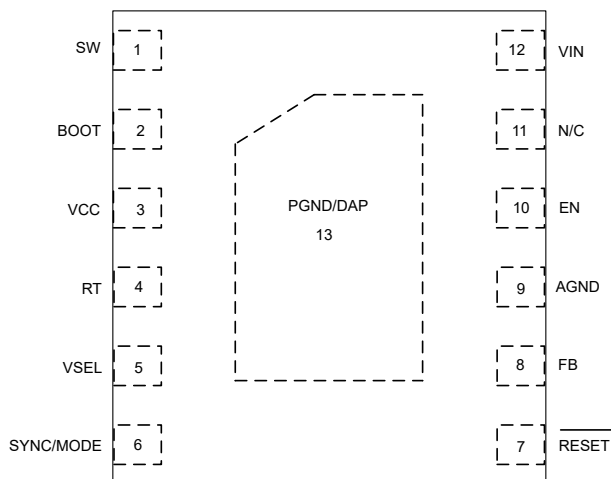 SW 1
12 VIN
BOOT 2
11 N/C
VCC 3
PGND/DAP
13
10 EN
RT 4
9 AGND
VSEL 5
8 FB
SYNC/MODE 6
7 RESET